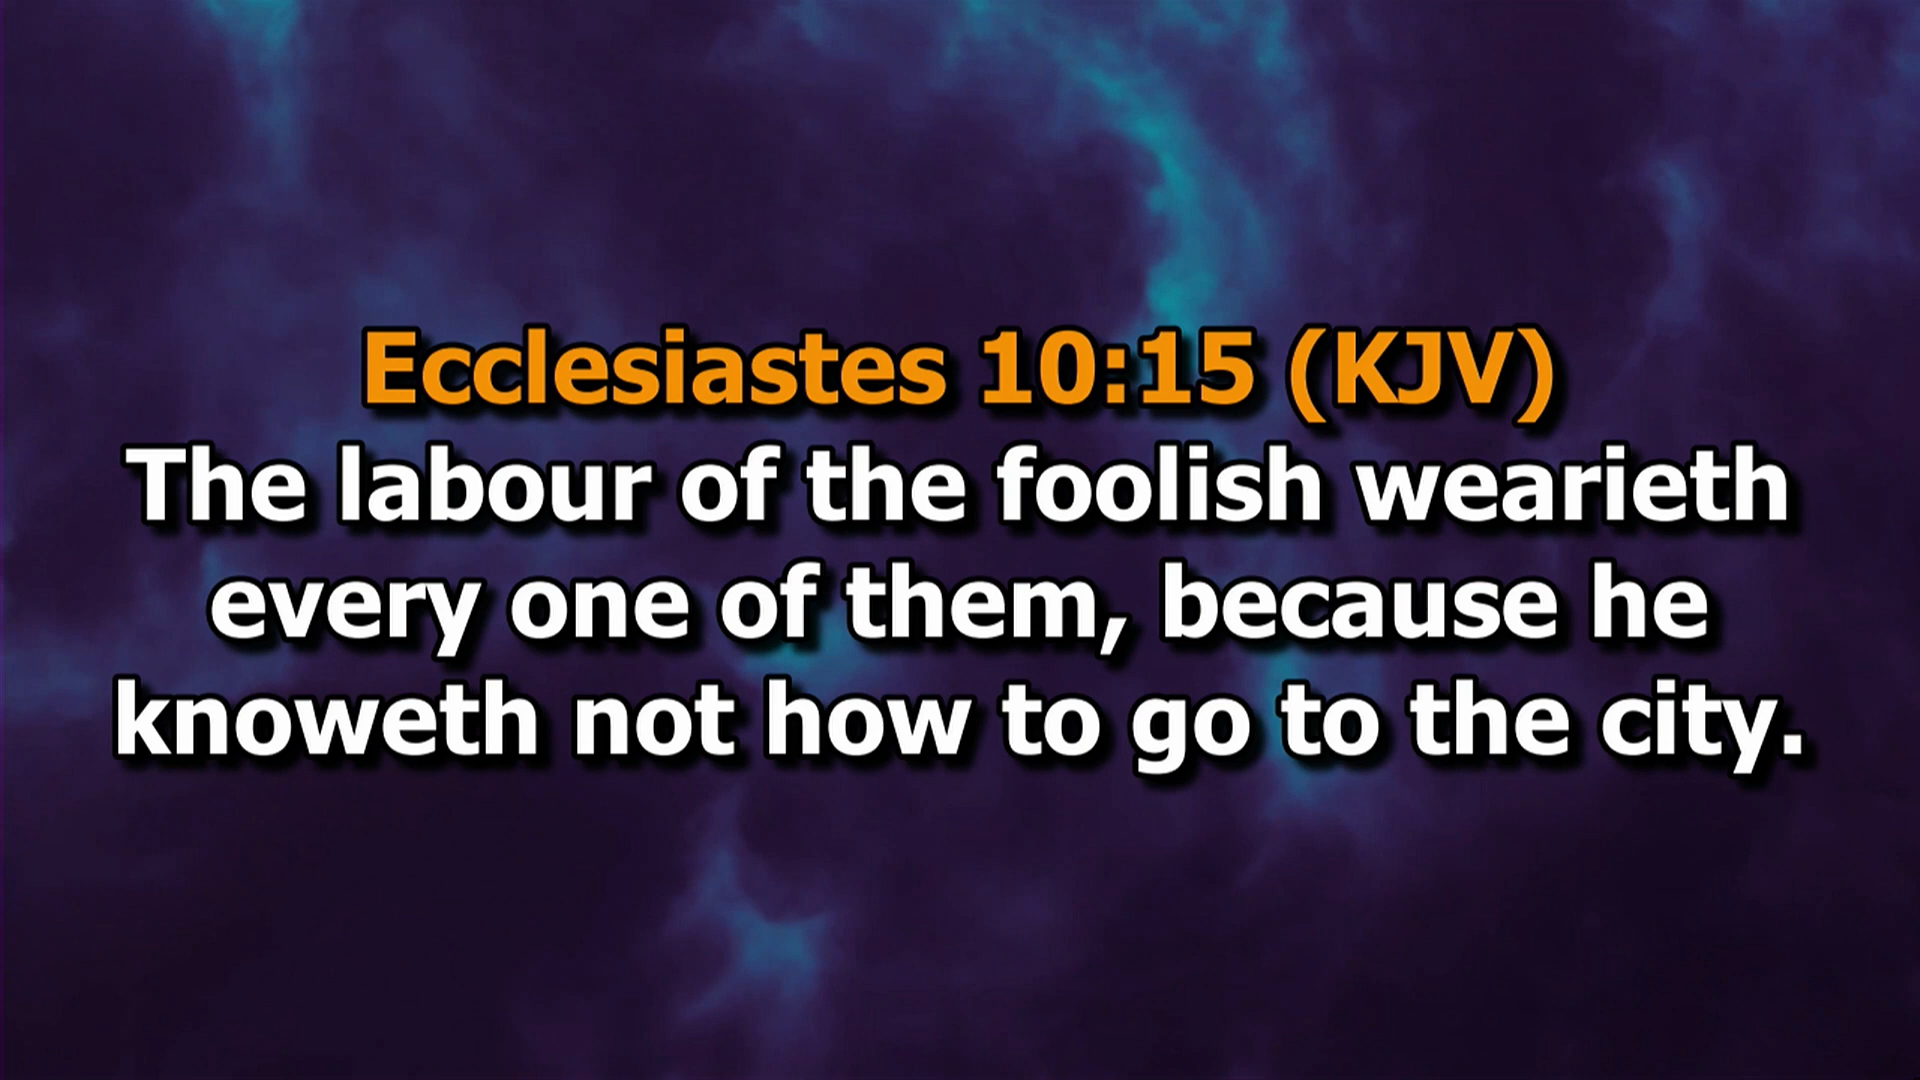 Ecclesiastes 10:15 (KJV)
The labour of the foolish wearieth
every one of them, because he
knoweth not how to go to the city.